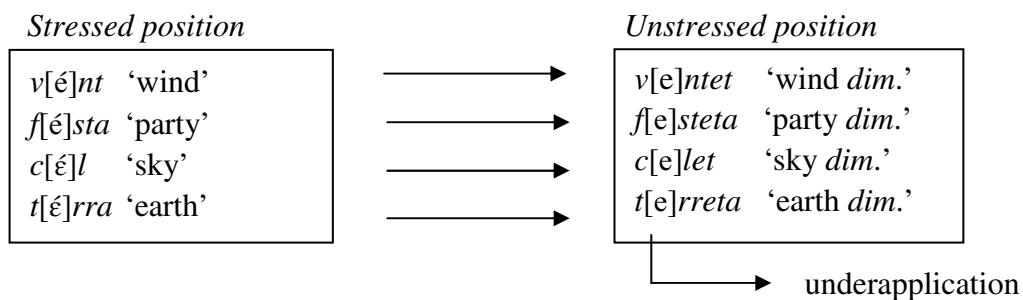 Stressed position Unstressed position
v[é]nt ‘wind’ v[e]ntet ‘wind dim.’
f[é]sta ‘party’ f[e]steta ‘party dim.’
c[ɛ́]l ‘sky’ c[e]let ‘sky dim.’
t[ɛ́]rra ‘earth’ t[e]rreta ‘earth dim.’
underapplication